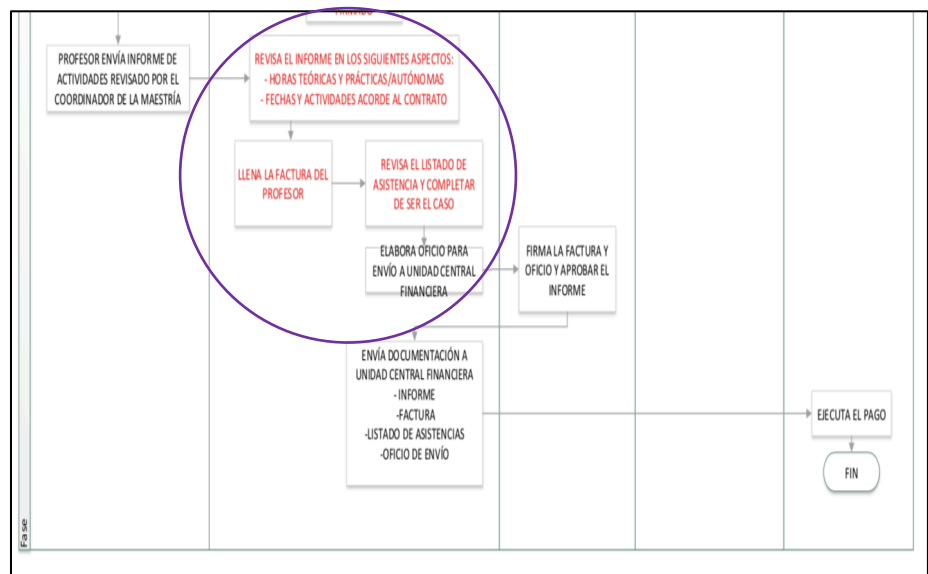 FIRMADO
PROFESOR ENVÍA INFORME DE
ACTIVIDADES REVISADO POR EL
COORDINADOR DE LA MAESTRÍA
REVISA EL INFORME EN LOS SIGUIENTES ASPECTOS:
- HORAS TEÓRICAS Y PRÁCTICAS/AUTÓNOMAS
- FECHAS Y ACTIVIDADES ACORDE AL CONTRATO
LLENA LA FACTURA DEL
PROFESOR
REVISA EL LISTADO DE
ASISTENCIA Y COMPLETAR
DE SER EL CASO
ELABORA OFICIO PARA
ENVÍO A UNIDAD CENTRAL
FINANCIERA
FIRMA LA FACTURA Y
OFICIO Y APROBAR EL
INFORME
ENVÍA DOCUMENTACIÓN A
UNIDAD CENTRAL FINANCIERA
- INFORME
-FACTURA
-LISTADO DE ASISTENCIAS
-OFICIO DE ENVÍO
EJECUTA EL PAGO
FIN
Fase